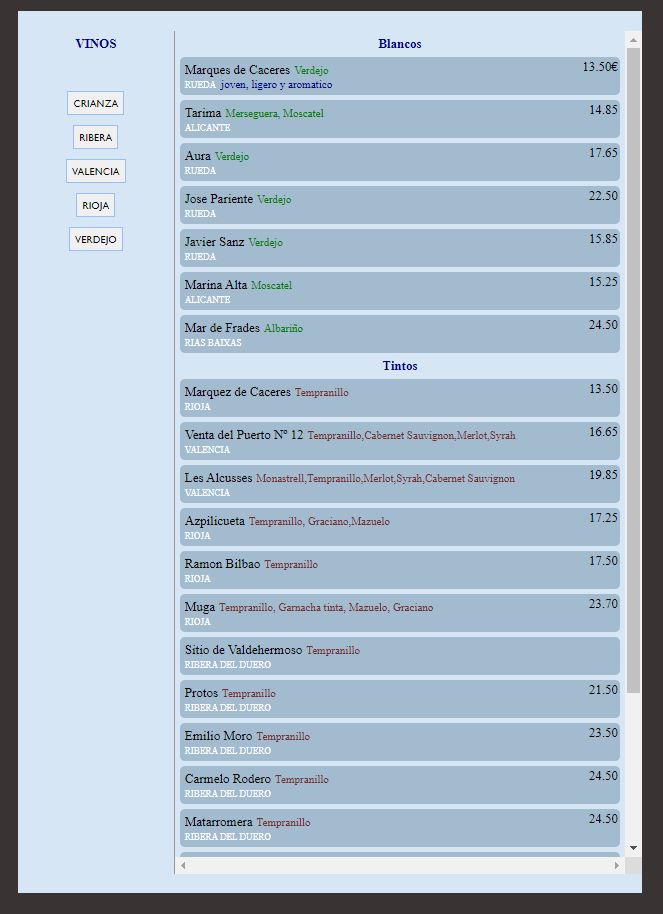 VINOS
CRIANZA
RIBERA
VALENCIA
RIOJA
VERDEJO
Blancos
Marques de Caceres Verdejo 13.50€
RUEDA joven, ligero y aromatico
Tarima Merseguera, Moscatel 14.85
ALICANTE
Aura Verdejo 17.65
RUEDA
Jose Pariente Verdejo 22.50
RUEDA
Javier Sanz Verdejo 15.85
RUEDA
Marina Alta Moscatel 15.25
ALICANTE
Mar de Frades Albariño 24.50
RIAS BAIXAS
Tintos
Marquez de Caceres Tempranillo 13.50
RIOJA
Venta del Puerto Nº 12 Tempranillo,Cabernet Sauvignon,Merlot,Syrah 16.65
VALENCIA
Les Alcusses Monastrell,Tempranillo,Merlot,Syrah,Cabernet Sauvignon 19.85
VALENCIA
Azpilicueta Tempranillo, Graciano,Mazuelo 17.25
RIOJA
Ramon Bilbao Tempranillo 17.50
RIOJA
Muga Tempranillo, Garnacha tinta, Mazuelo, Graciano 23.70
RIOJA
Sitio de Valdehermoso Tempranillo
RIBERA DEL DUERO
Protos Tempranillo 21.50
RIBERA DEL DUERO
Emilio Moro Tempranillo 23.50
RIBERA DEL DUERO
Carmelo Rodero Tempranillo 24.50
RIBERA DEL DUERO
Matarromera Tempranillo 24.50
RIBERA DEL DUERO